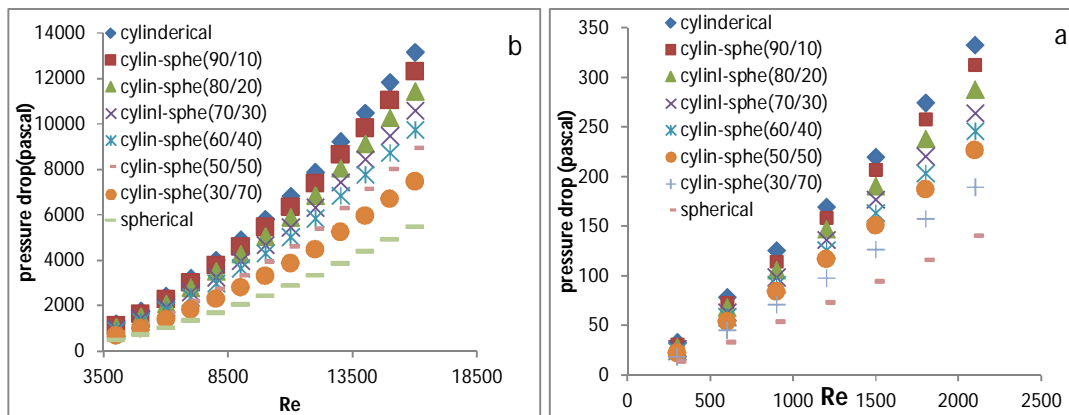 b
pressure drop(pascal)
14000
12000
10000
8000
6000
4000
2000
0
3500
8500
13500
18500
Re
cylinderical
cylin-sphe(90/10)
cylin-sphe(80/20)
cylinl-sphe(70/30)
cylin-sphe(60/40)
cylin-sphe(50/50)
cylin-sphe(30/70)
spherical
a
pressure drop (pascal)
350
300
250
200
150
100
50
0
0
500
1000
1500
2000
2500
Re
cylinderical
cylin-sphe(90/10)
cylinl-sphe(80/20)
cylinl-sphe(70/30)
cylin-sphe(60/40)
cylin-sphe(50/50)
cylin-sphe(30/70)
spherical